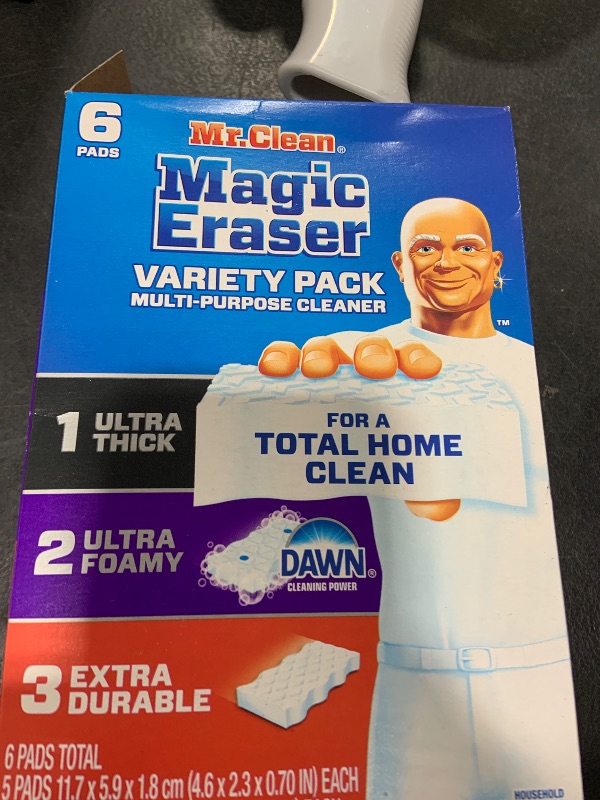 6
PADS
Mr.Clean®
Magic
Eraser
VARIETY PACK
MULTI-PURPOSE CLEANER
TM
FOR A
TOTAL HOME
CLEAN
1 ULTRA
THICK
2 ULTRA
FOAMY
DAWN®
CLEANING POWER
3 EXTRA
DURABLE
6 PADS TOTAL
5 PADS 11.7 x 5.9 x 1.8 cm (4.6 x 2.3 x 0.70 IN) EACH
HOUSEHOLD